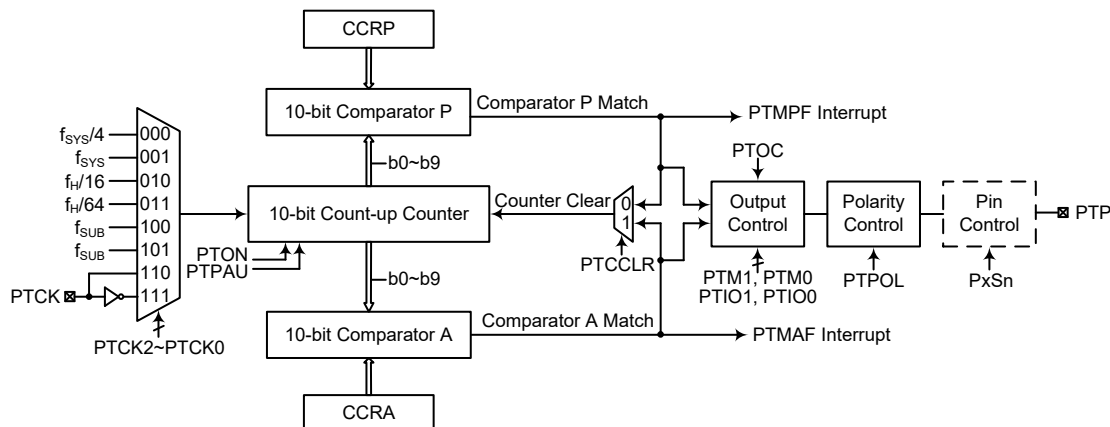 CCRP
10-bit Comparator P
Comparator P Match
PTMPF Interrupt
b0~b9
fSYS/4
000
fSYS
001
fH/16
010
fH/64
011
fSUB
100
fSUB
101
110
PTCK
111
PTCK2~PTCK0
10-bit Count-up Counter
PTON
PTPAU
Counter Clear
0
1
PTCCLR
PTOC
Output
Control
PTM1, PTM0
PTIO1, PTIO0
Polarity
Control
PTPOL
Pin
Control
PxSn
PTP
b0~b9
10-bit Comparator A
Comparator A Match
PTMAF Interrupt
CCRA